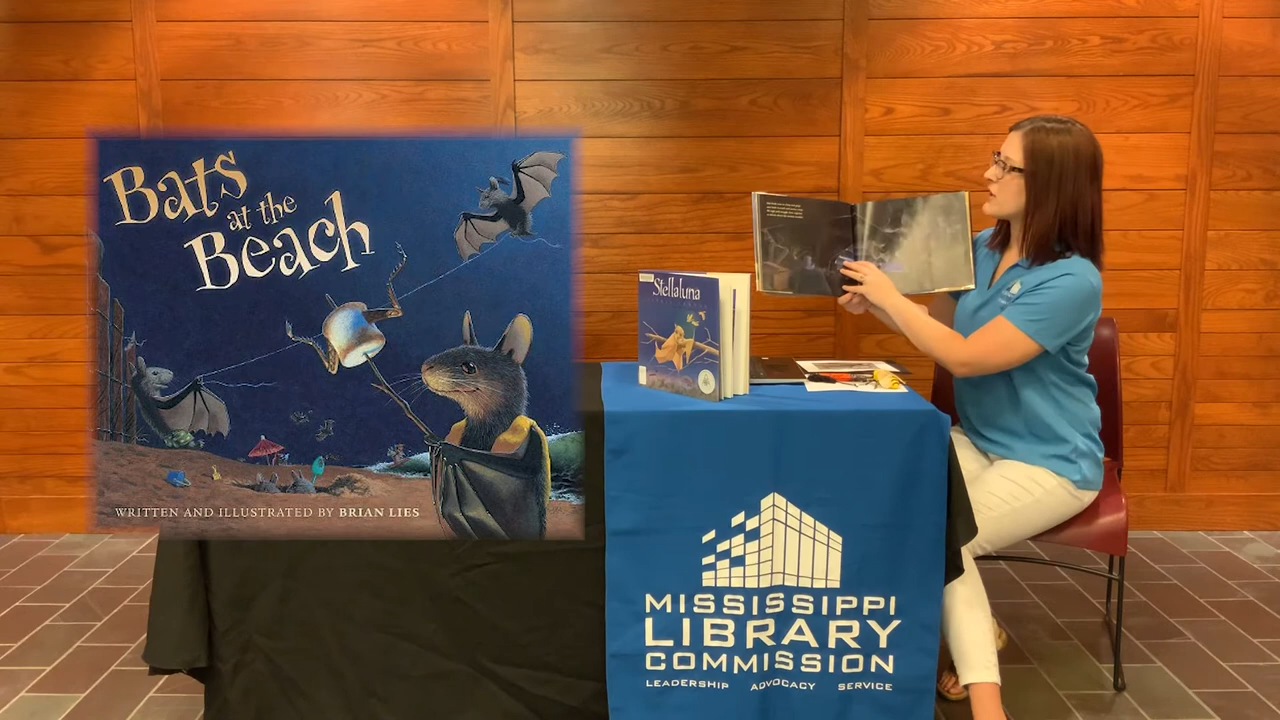 Bats
at the
Beach
WRITTEN AND ILLUSTRATED BY BRIAN LIES
Stellaluna
MISSISSIPPI
LIBRARY
COMMISSION
LEADERSHIP ADVOCACY SERVICE